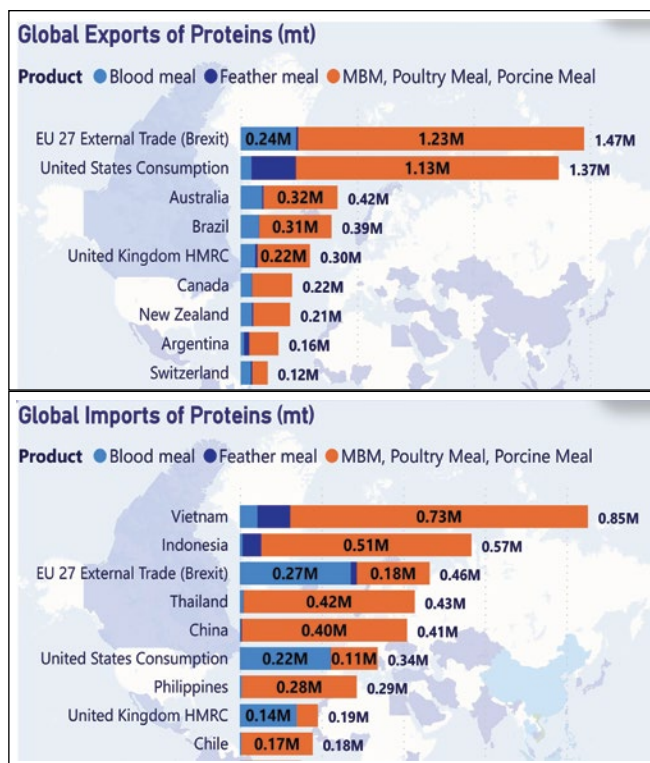 Global Exports of Proteins (mt)
Product Blood meal Feather meal MBM, Poultry Meal, Porcine Meal
EU 27 External Trade (Brexit) 0.24M 1.23M 1.47M
United States Consumption 1.13M 1.37M
Australia 0.32M 0.42M
Brazil 0.31M 0.39M
United Kingdom HMRC 0.22M 0.30M
Canada 0.22M
New Zealand 0.21M
Argentina 0.16M
Switzerland 0.12M
Global Imports of Proteins (mt)
Product Blood meal Feather meal MBM, Poultry Meal, Porcine Meal
Vietnam 0.73M 0.85M
Indonesia 0.51M 0.57M
EU 27 External Trade (Brexit) 0.27M 0.18M 0.46M
Thailand 0.42M 0.43M
China 0.40M 0.41M
United States Consumption 0.22M 0.11M 0.34M
Philippines 0.28M 0.29M
United Kingdom HMRC 0.14M 0.19M
Chile 0.17M 0.18M